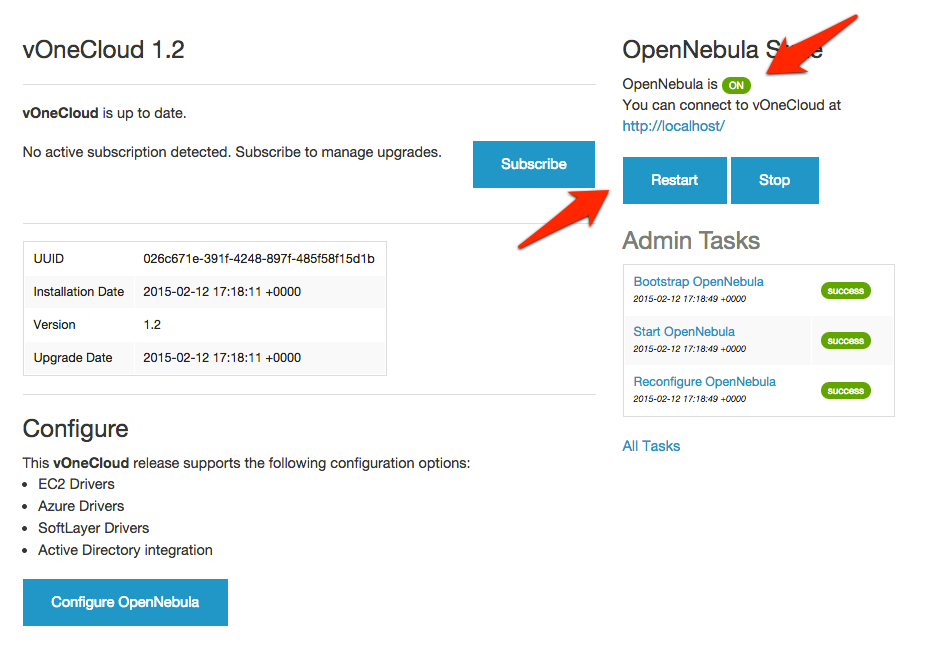 vOneCloud 1.2
vOneCloud is up to date.
No active subscription detected. Subscribe to manage upgrades.
Subscribe
UUID 026c671e-391f-4248-897f-485f58f15d1b
Installation Date 2015-02-12 17:18:11 +0000
Version 1.2
Upgrade Date 2015-02-12 17:18:11 +0000
Configure
This vOneCloud release supports the following configuration options:
• EC2 Drivers
• Azure Drivers
• SoftLayer Drivers
• Active Directory integration
Configure OpenNebula
OpenNebula
OpenNebula is ON
You can connect to vOneCloud at
http://localhost/
Restart Stop
Admin Tasks
Bootstrap OpenNebula success
2015-02-12 17:18:49 +0000
Start OpenNebula success
2015-02-12 17:18:49 +0000
Reconfigure OpenNebula success
2015-02-12 17:18:49 +0000
All Tasks